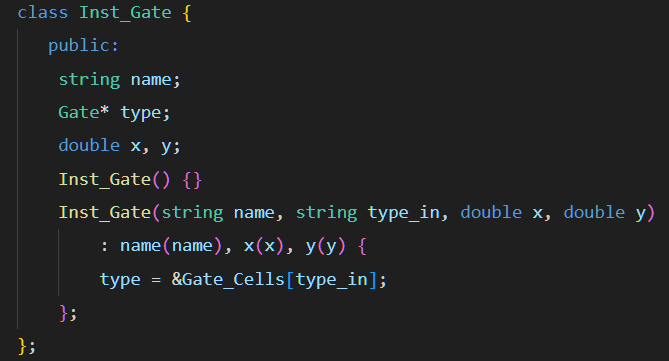 class Inst_Gate {
public:
string name;
Gate* type;
double x, y;
Inst_Gate() {}
Inst_Gate(string name, string type_in, double x, double y)
: name(name), x(x), y(y) {
type = &Gate_Cells[type_in];
};
};